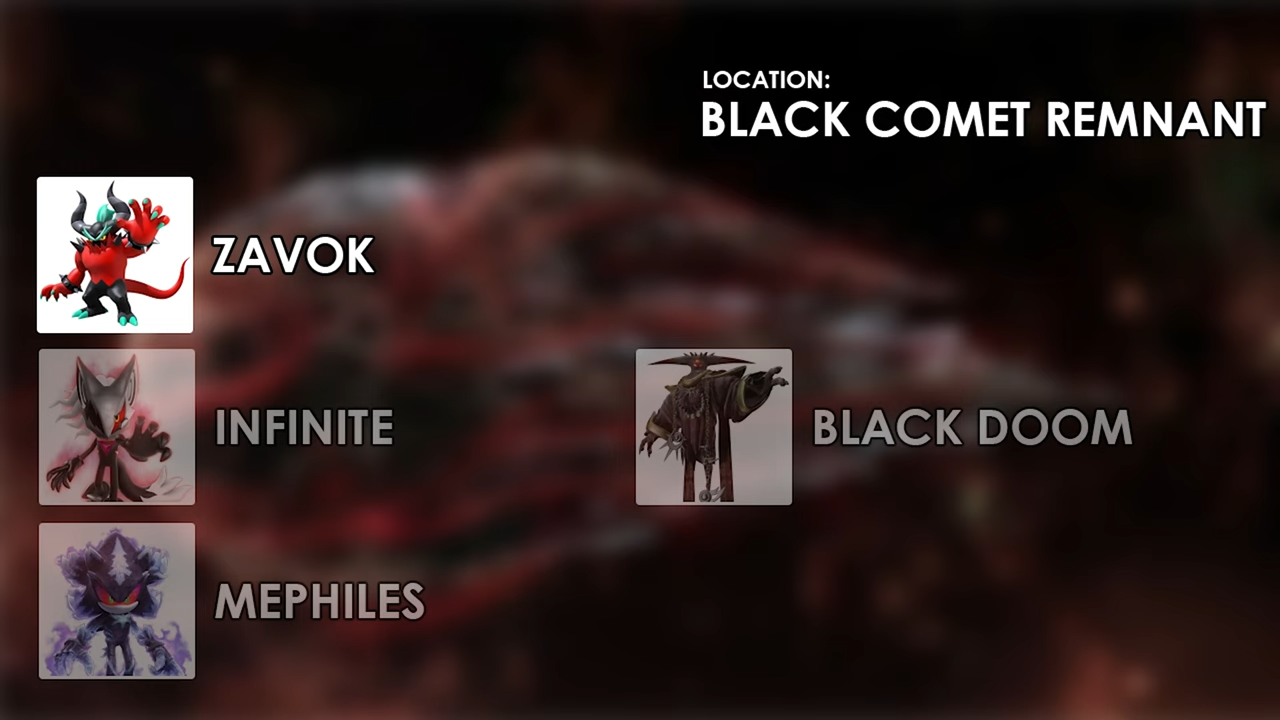 LOCATION:
BLACK COMET REMNANT
ZAVOK
INFINITE
BLACK DOOM
MEPHILES